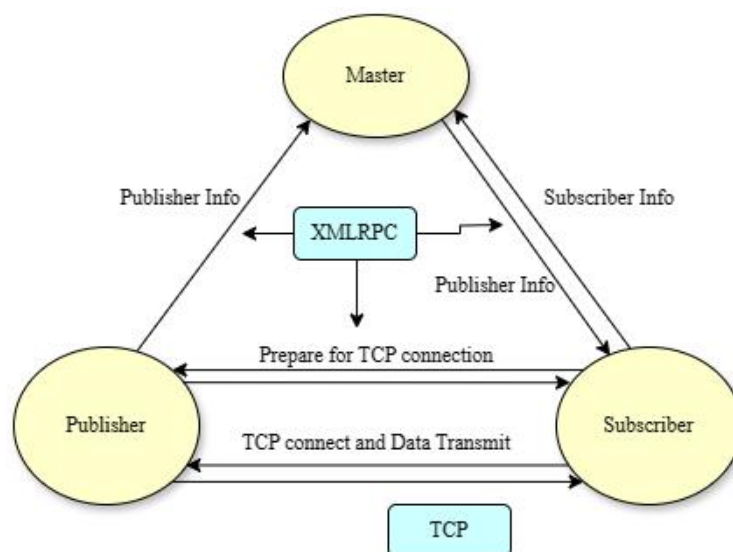 Master
Publisher Info
Subscriber Info
XMLRPC
Publisher Info
Prepare for TCP connection
Publisher
Subscriber
TCP connect and Data Transmit
TCP